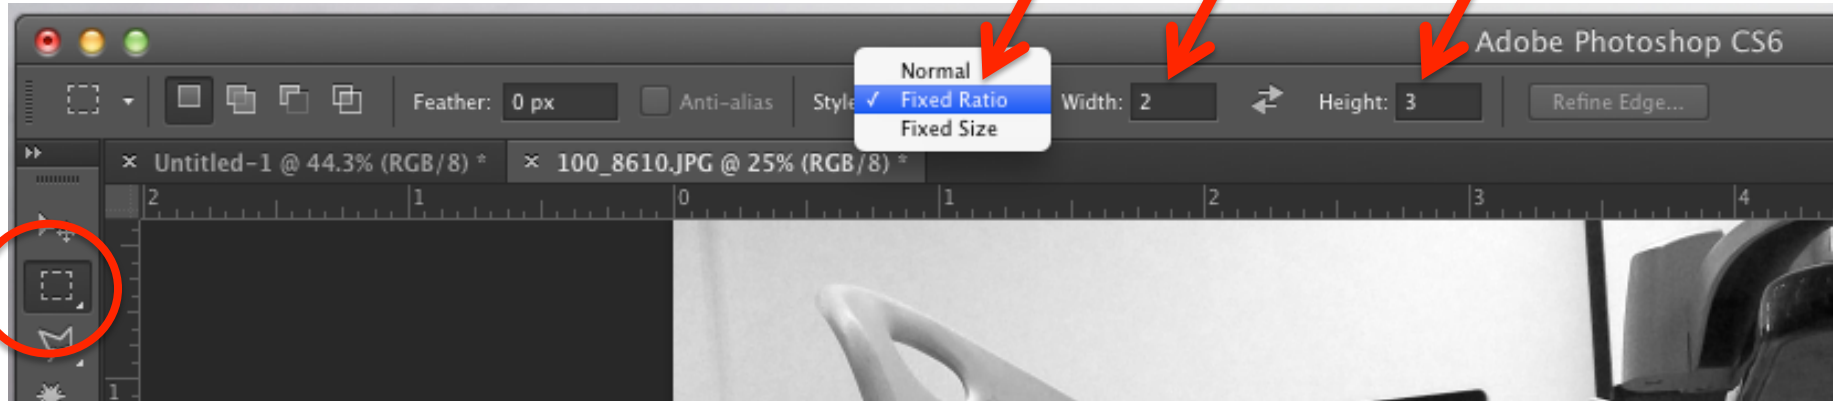 Adobe Photoshop CS6
Normal
Feather: 0 px Anti-alias Style ✓ Fixed Ratio Width: 2 Height: 3 Refine Edge...
Fixed Size
× Untitled-1 @ 44.3% (RGB/8) * × 100_8610.JPG @ 25% (RGB/8) *
2 1 0 1 2 3 4
1